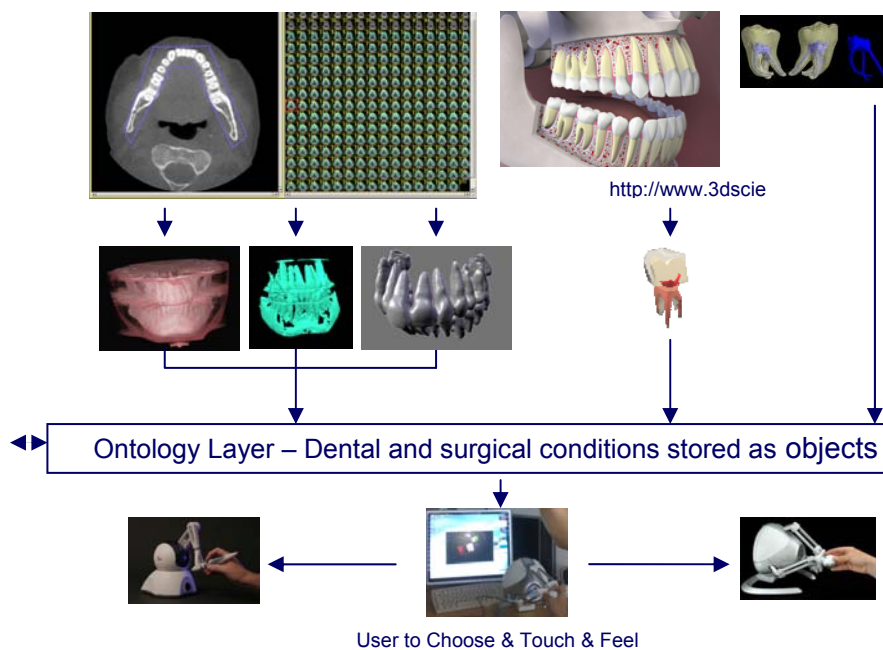 http://www.3dscie
Ontology Layer – Dental and surgical conditions stored as objects
User to Choose & Touch & Feel